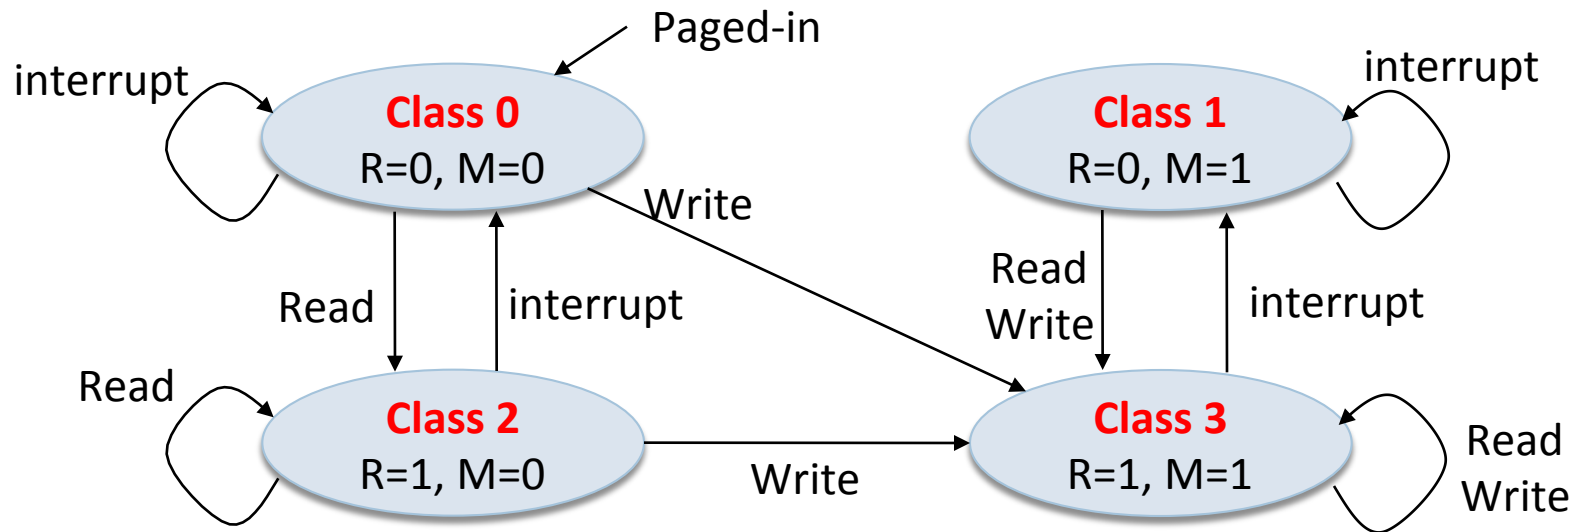 Paged-in
interrupt
Class 0
R=0, M=0
Class 1
R=0, M=1
interrupt
Write
Read
interrupt
Read
Write
interrupt
Read
Class 2
R=1, M=0
Write
Class 3
R=1, M=1
Read
Write